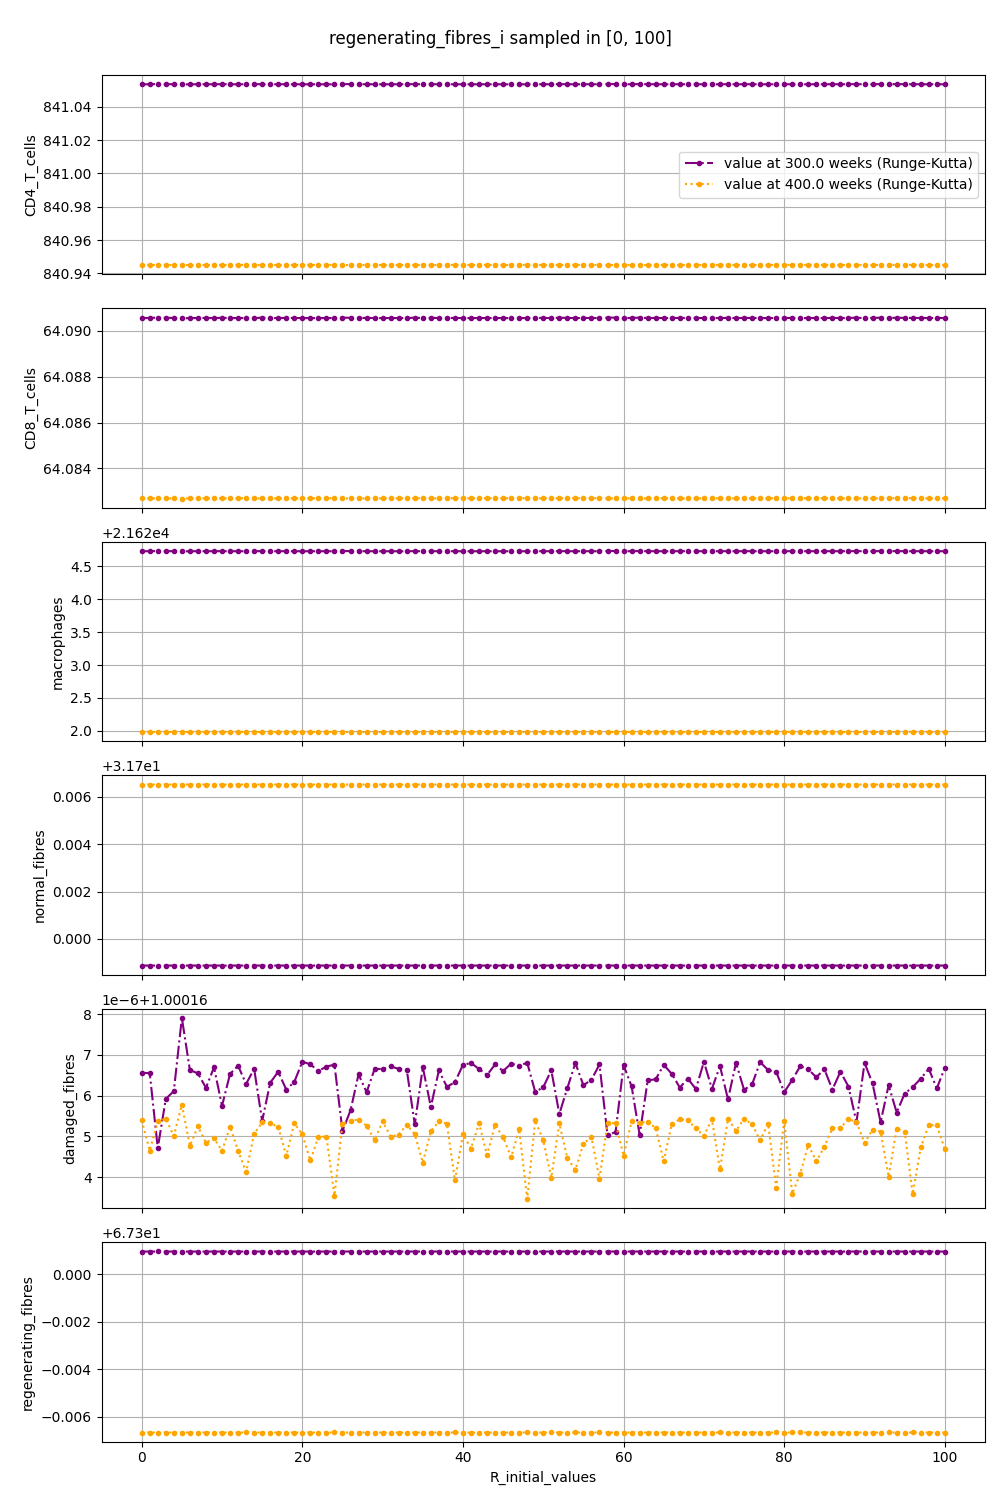 regenerating_fibres_i sampled in [0, 100]
841.04
841.02
841.00
840.98
840.96
840.94
CD4_T_cells
value at 300.0 weeks (Runge-Kutta)
value at 400.0 weeks (Runge-Kutta)
64.090
64.088
64.086
64.084
CD8_T_cells
+2.162e4
4.5
4.0
3.5
3.0
2.5
2.0
macrophages
+3.17e1
0.006
0.004
0.002
0.000
normal_fibres
1e−6+1.00016
8
7
6
5
4
damaged_fibres
+6.73e1
0.000
−0.002
−0.004
−0.006
regenerating_fibres
0 20 40 60 80 100
R_initial_values